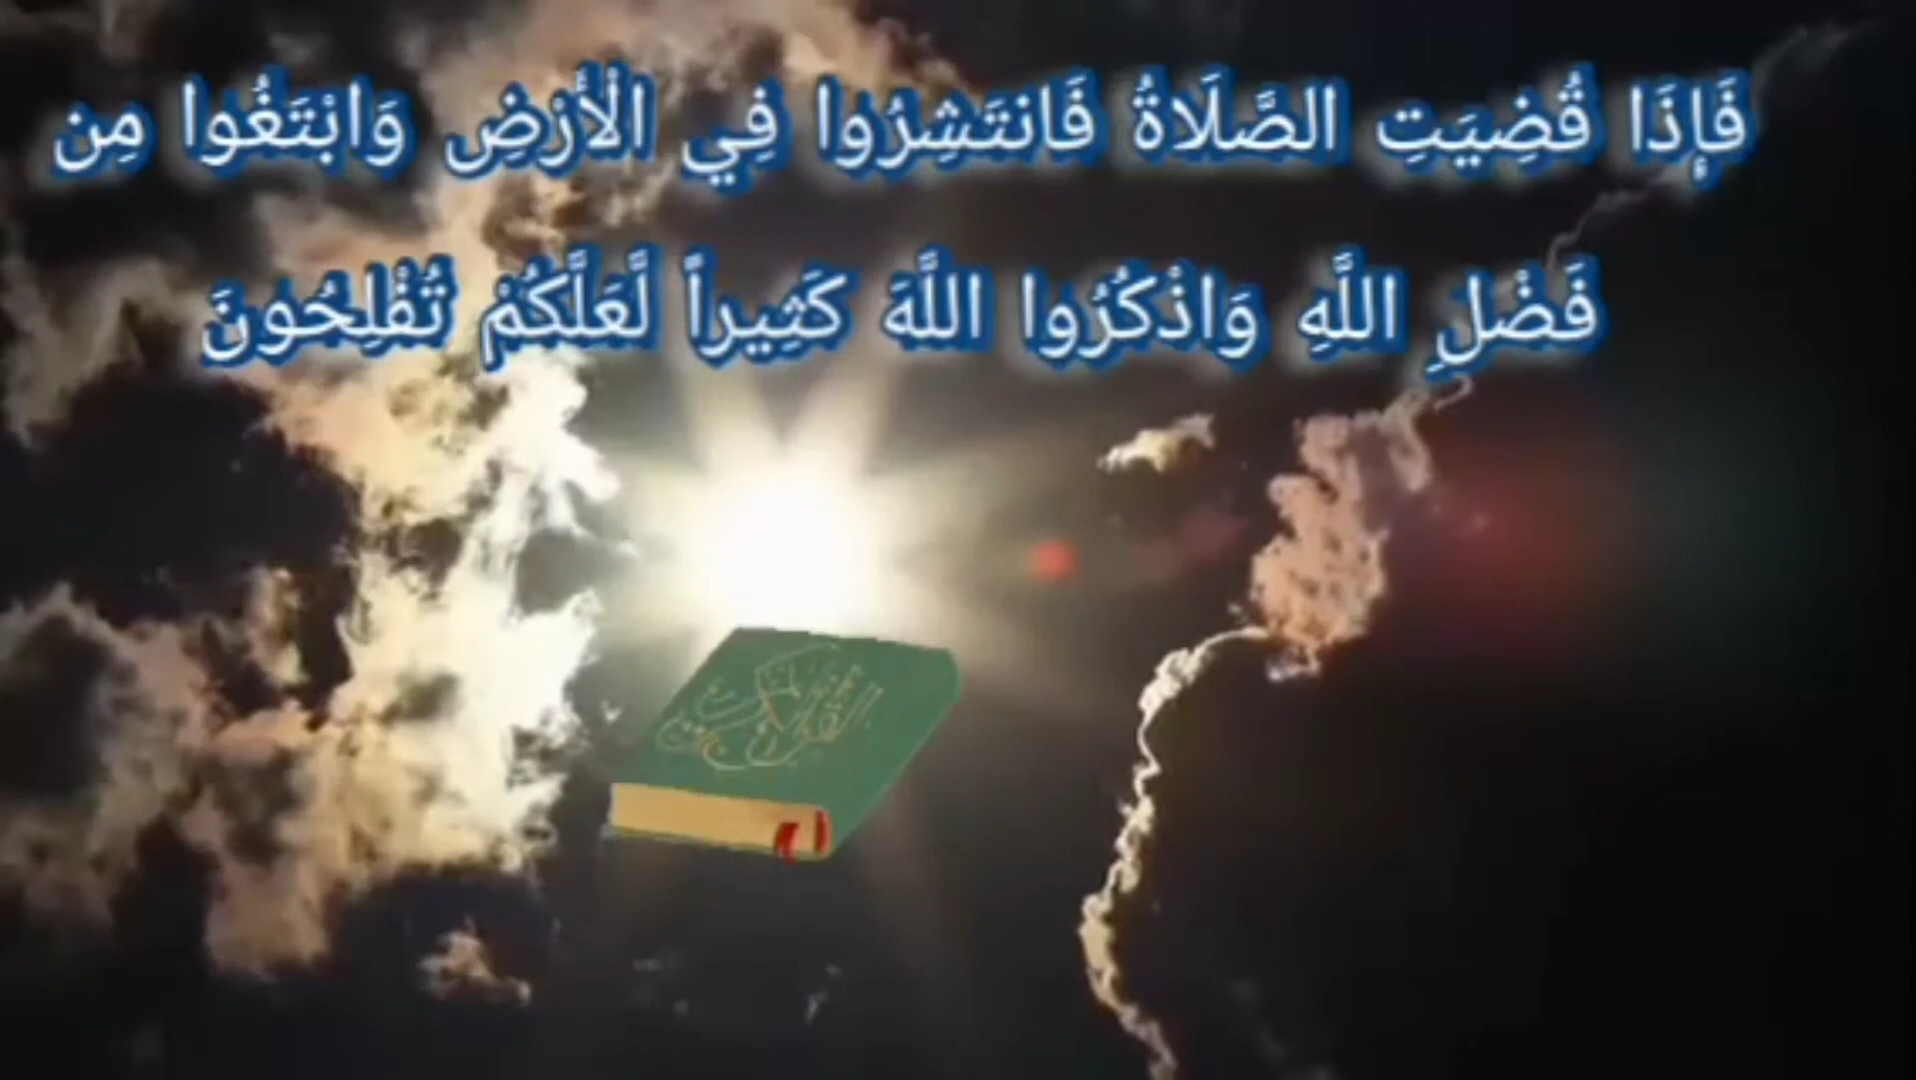 فَإِذَا قُضِيَتِ الصَّلَاةُ فَانتَشِرُوا فِي الْأَرْضِ وَابْتَغُوا مِن
فَضْلِ اللَّهِ وَاذْكُرُوا اللَّهَ كَثِيراً لَّعَلَّكُمْ تُفْلِحُونَ